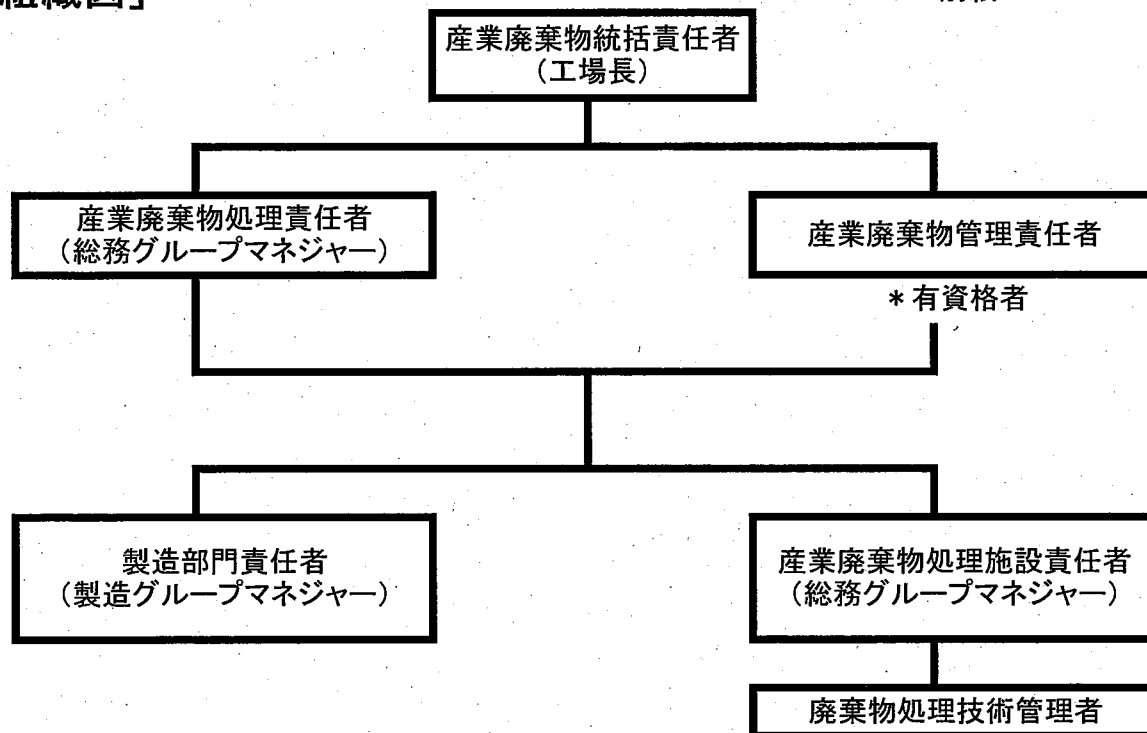 組織図」
産業廃棄物統括責任者
(工場長)
産業廃棄物処理責任者
(総務グループマネジャー)
産業廃棄物管理責任者
*有資格者
製造部門責任者
(製造グループマネジャー)
産業廃棄物処理施設責任者
(総務グループマネジャー)
廃棄物処理技術管理者